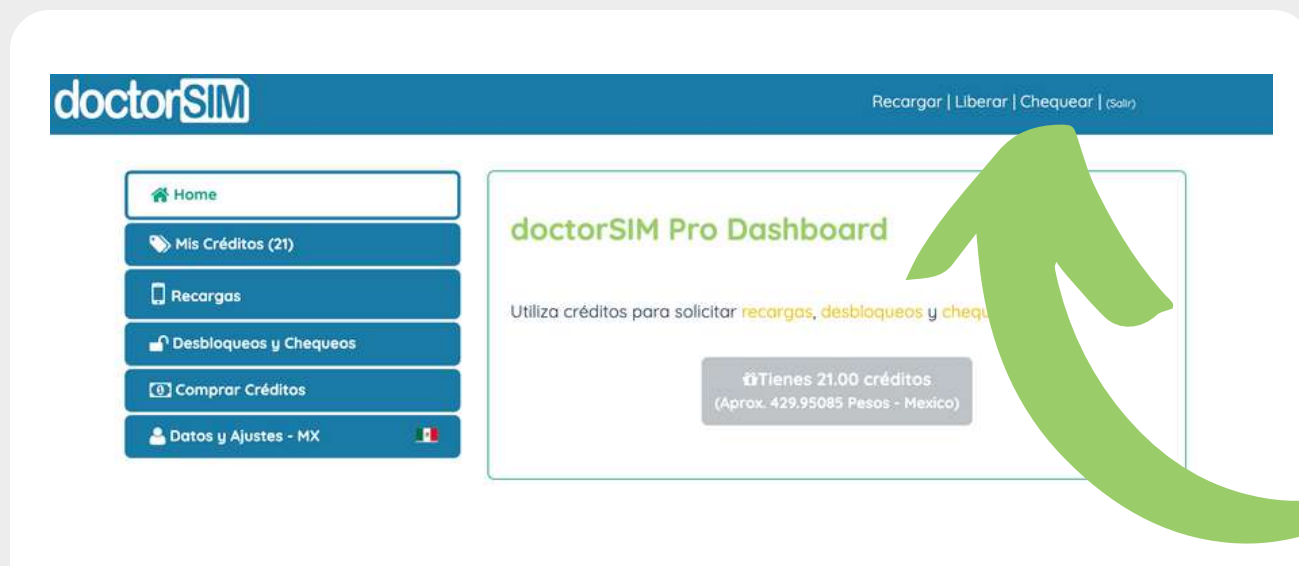 doctorSIM
Recargar | Liberar | Chequear | (Salir)
Home
Mis Créditos (21)
Recargas
Desbloqueos y Chequeos
Comprar Créditos
Datos y Ajustes - MX
doctorSIM Pro Dashboard
Utiliza créditos para solicitar recargas, desbloqueos y chequ
Tienes 21.00 créditos
(Aprox. 429.95085 Pesos - Mexico)